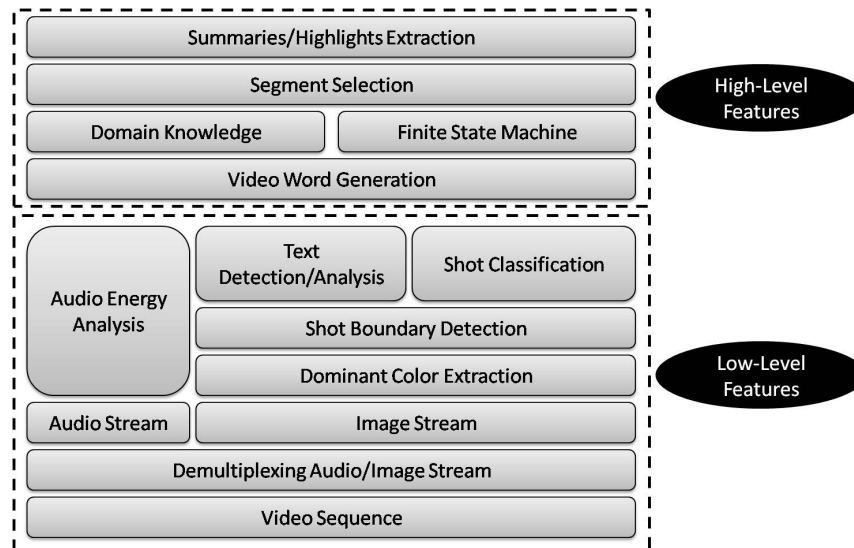 Summaries/Highlights Extraction
Segment Selection
Domain Knowledge
Finite State Machine
Video Word Generation
High-Level
Features
Audio Energy
Analysis
Text
Detection/Analysis
Shot Classification
Shot Boundary Detection
Dominant Color Extraction
Audio Stream
Image Stream
Demultiplexing Audio/Image Stream
Video Sequence
Low-Level
Features